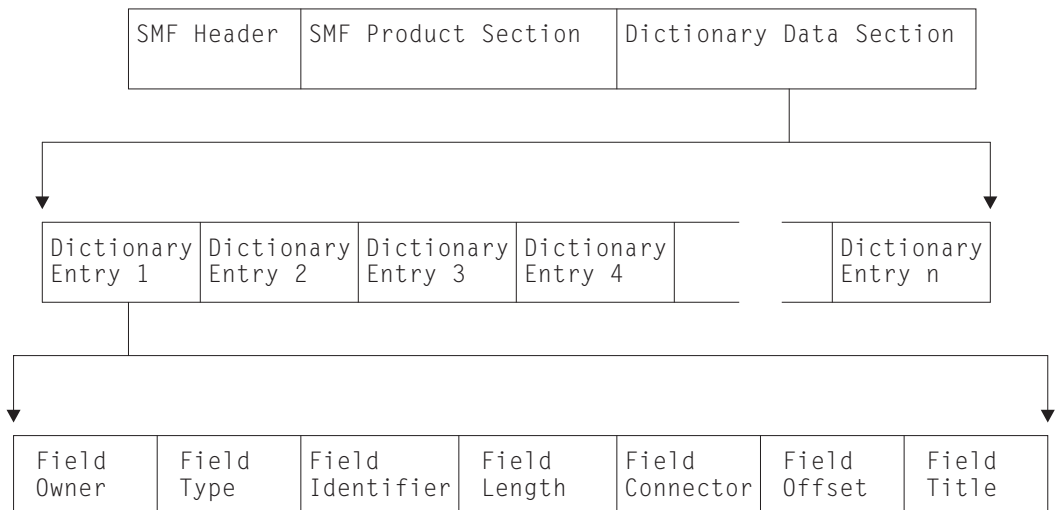 SMF Header SMF Product Section Dictionary Data Section
Dictionary Dictionary Dictionary Dictionary Dictionary
Entry 1 Entry 2 Entry 3 Entry 4 Entry n
Field Field Field Field Field Field Field
Owner Type Identifier Length Connector Offset Title